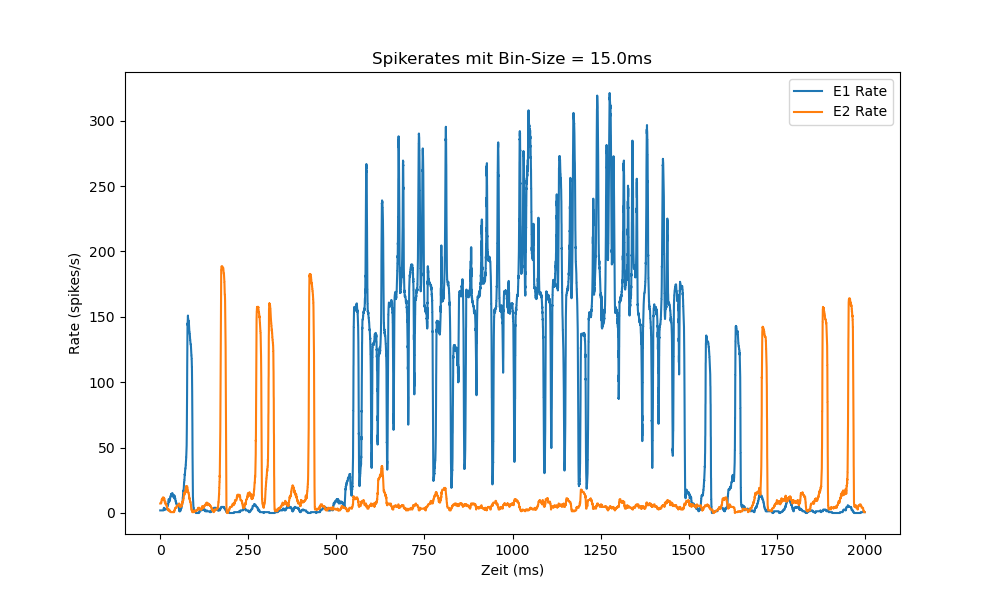 Spikerates mit Bin-Size = 15.0ms
E1 Rate
E2 Rate
300
250
200
150
100
50
0
Rate (spikes/s)
0 250 500 750 1000 1250 1500 1750 2000
Zeit (ms)